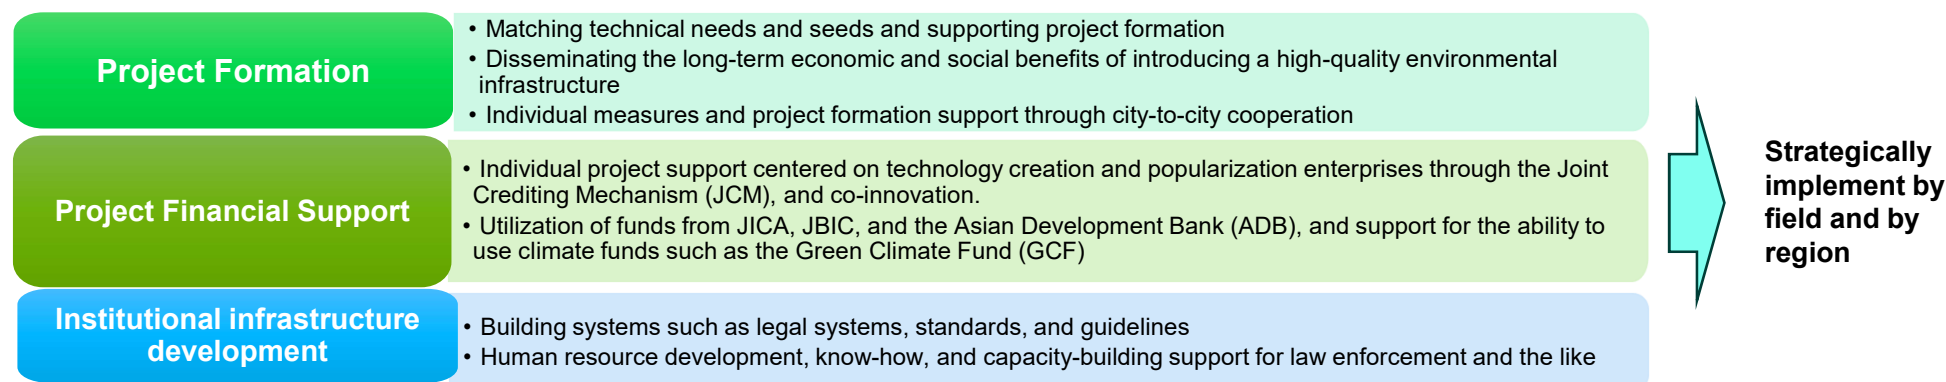 Project Formation
• Matching technical needs and seeds and supporting project formation
• Disseminating the long-term economic and social benefits of introducing a high-quality environmental
infrastructure
• Individual measures and project formation support through city-to-city cooperation
Project Financial Support
• Individual project support centered on technology creation and popularization enterprises through the Joint
Crediting Mechanism (JCM), and co-innovation.
• Utilization of funds from JICA, JBIC, and the Asian Development Bank (ADB), and support for the ability to
use climate funds such as the Green Climate Fund (GCF)
Institutional infrastructure
development
• Building systems such as legal systems, standards, and guidelines
• Human resource development, know-how, and capacity-building support for law enforcement and the like
Strategically
implement by
field and by
region